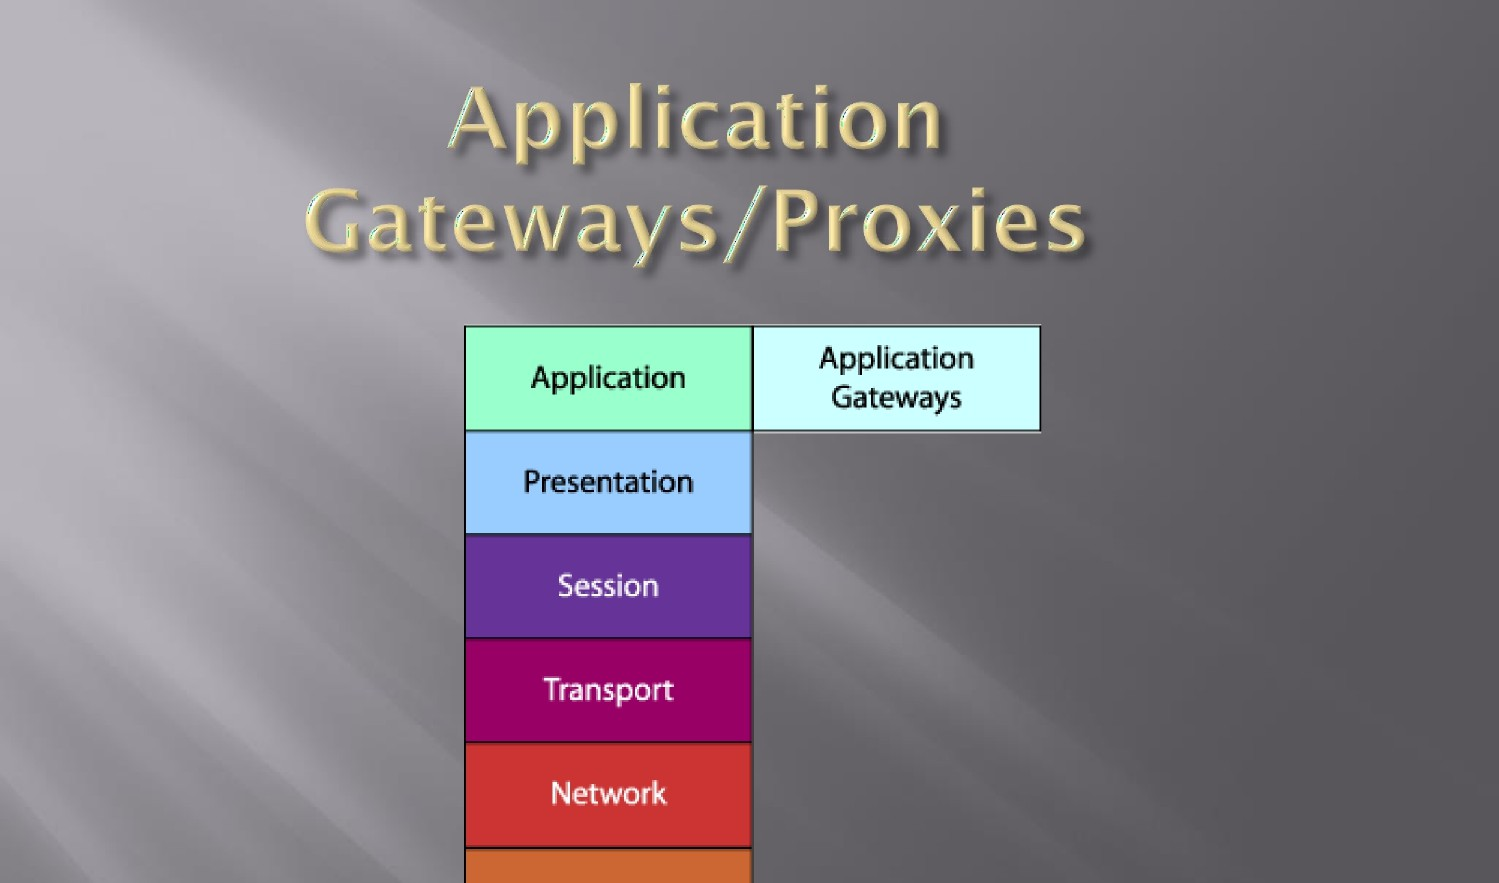 Application
Gateways/Proxies
Application
Application
Gateways
Presentation
Session
Transport
Network